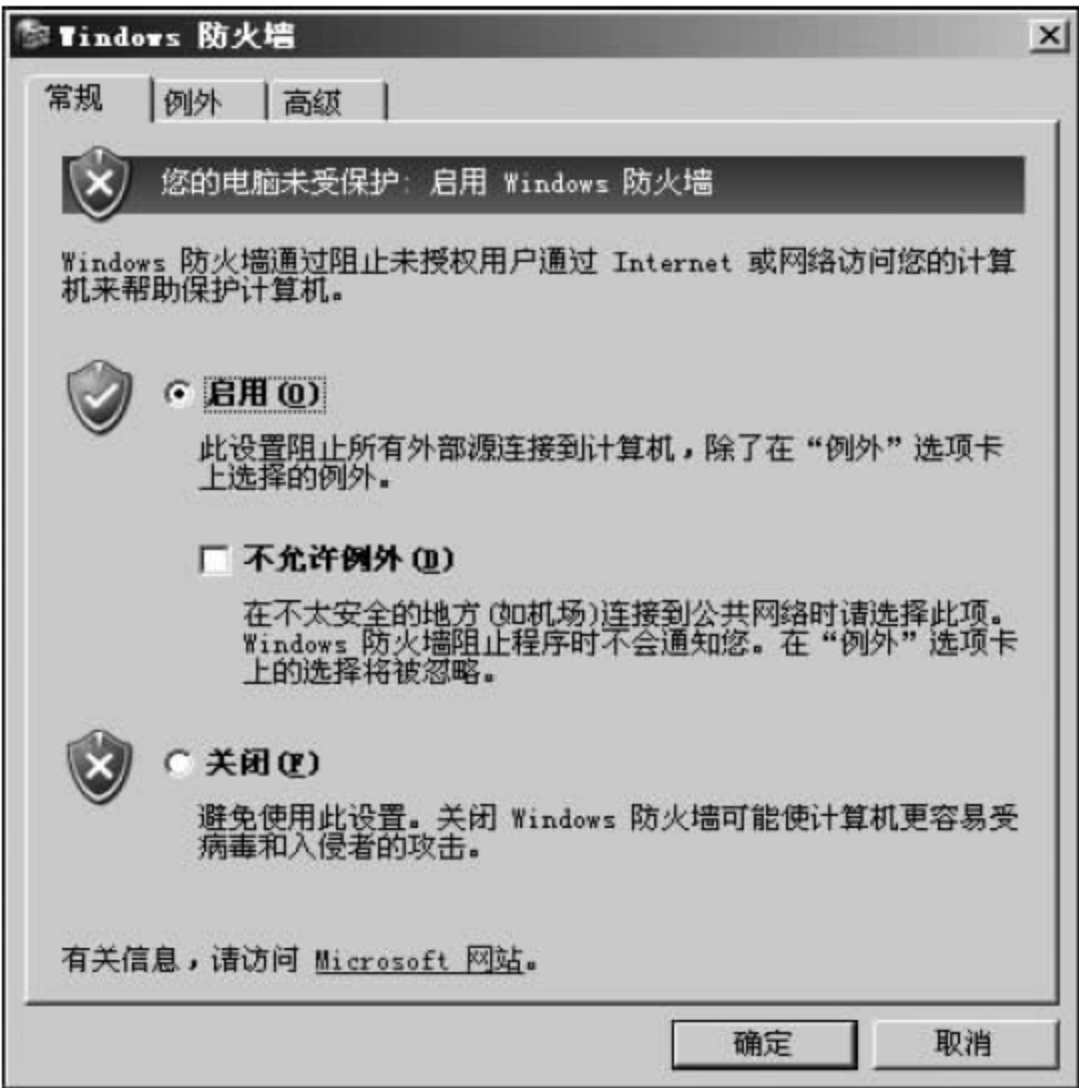 Windows 防火墙
常规 例外 高级
您的电脑未受保护: 启用 Windows 防火墙
Windows 防火墙通过阻止未授权用户通过 Internet 或网络访问您的计算
机来帮助保护计算机。
启用(O)
此设置阻止所有外部源连接到计算机，除了在“例外”选项卡
上选择的例外。
不允许例外(D)
在不太安全的地方(如机场)连接到公共网络时请选择此项。
Windows 防火墙阻止程序时不会通知您。在“例外”选项卡
上的选择将被忽略。
关闭(F)
避免使用此设置。关闭 Windows 防火墙可能使计算机更容易受
病毒和入侵者的攻击。
有关信息，请访问 Microsoft 网站。
确定 取消